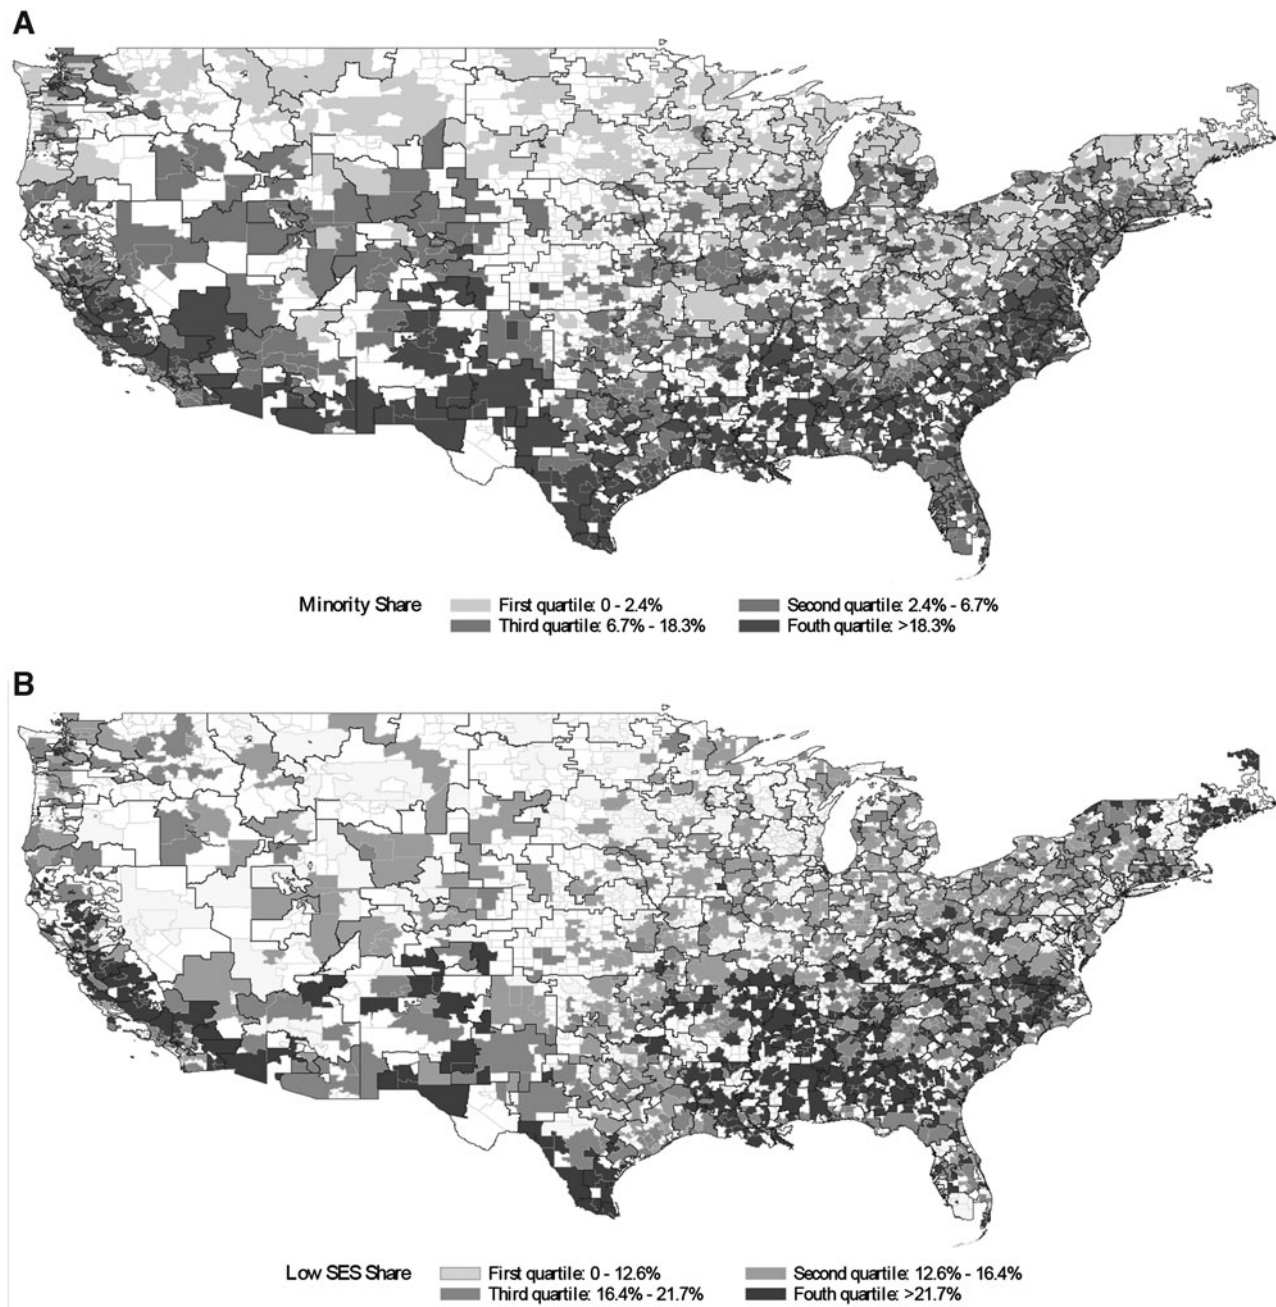 A
Minority Share First quartile: 0 - 2.4% Second quartile: 2.4% - 6.7%
Third quartile: 6.7% - 18.3% Fouth quartile: >18.3%
B
Low SES Share First quartile: 0 - 12.6% Second quartile: 12.6% - 16.4%
Third quartile: 16.4% - 21.7% Fouth quartile: >21.7%